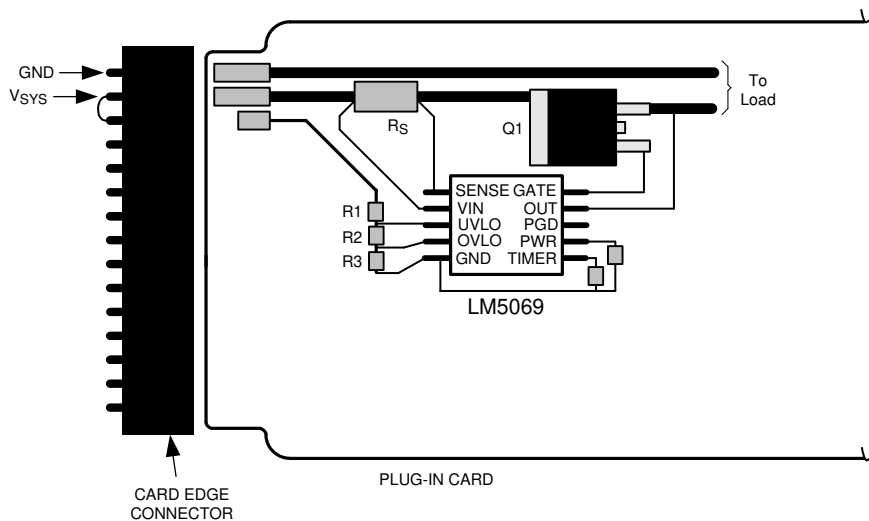 GND
VSYS
To
Load
RS
Q1
SENSE GATE
VIN OUT
R1
UVLO PGD
R2
OVLO PWR
R3
GND TIMER
LM5069
PLUG-IN CARD
CARD EDGE
CONNECTOR